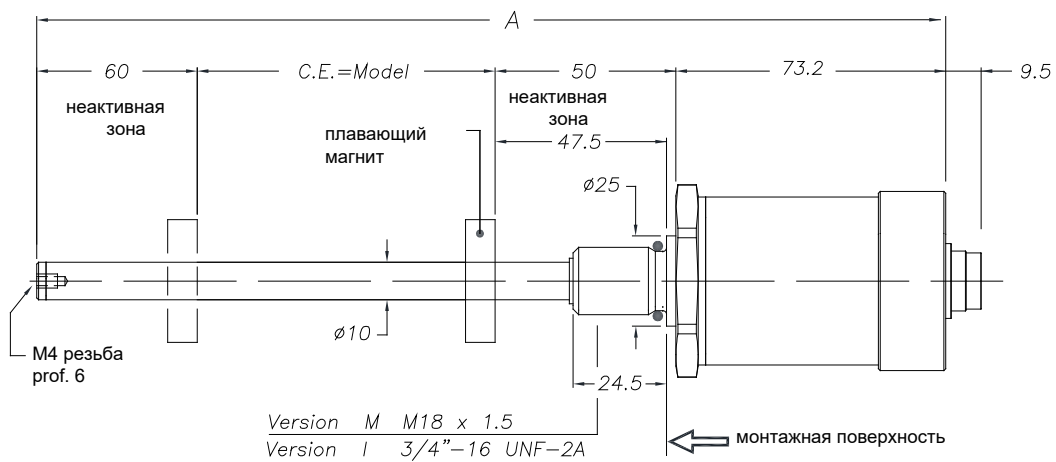 A
60
C.E.=Model
50
73.2
9.5
неактивная
зона
плавающий
магнит
неактивная
зона
47.5
ø25
ø10
M4 резьба
prof. 6
24.5
Version M M18 x 1.5
Version I 3/4"-16 UNF-2A
монтажная поверхность